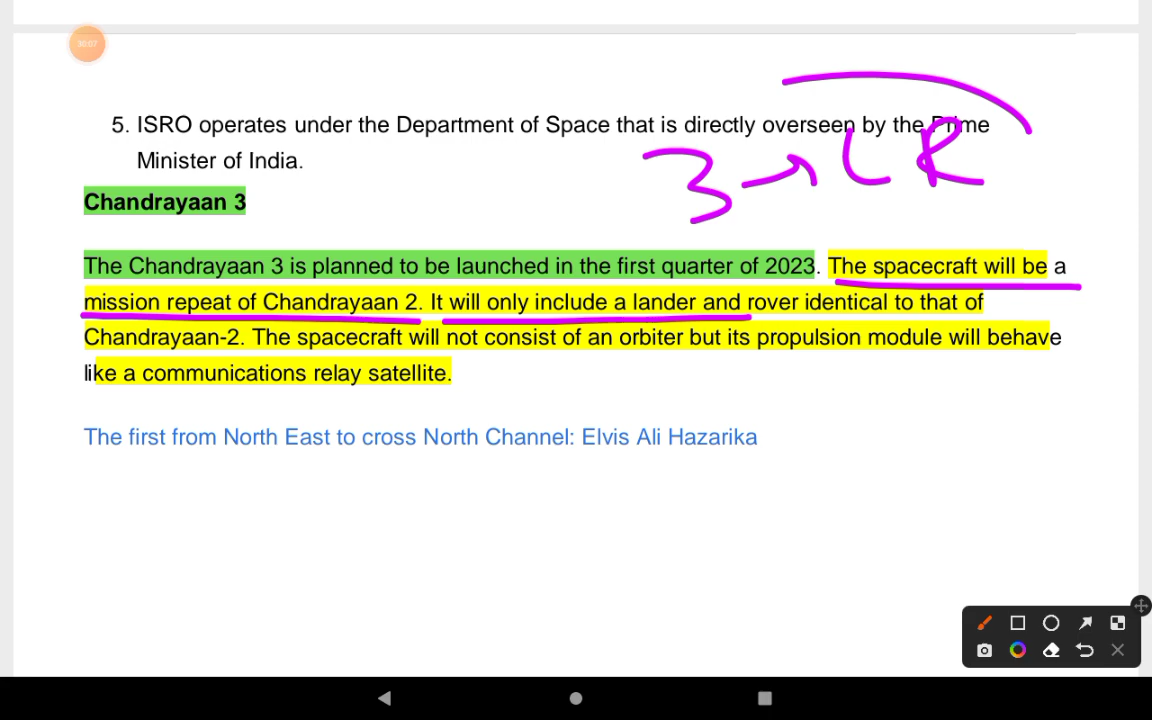 30:07
5. ISRO operates under the Department of Space that is directly overseen by the Prime
Minister of India.
3 → L R
Chandrayaan 3
The Chandrayaan 3 is planned to be launched in the first quarter of 2023. The spacecraft will be a
mission repeat of Chandrayaan 2. It will only include a lander and rover identical to that of
Chandrayaan-2. The spacecraft will not consist of an orbiter but its propulsion module will behave
like a communications relay satellite.
The first from North East to cross North Channel: Elvis Ali Hazarika